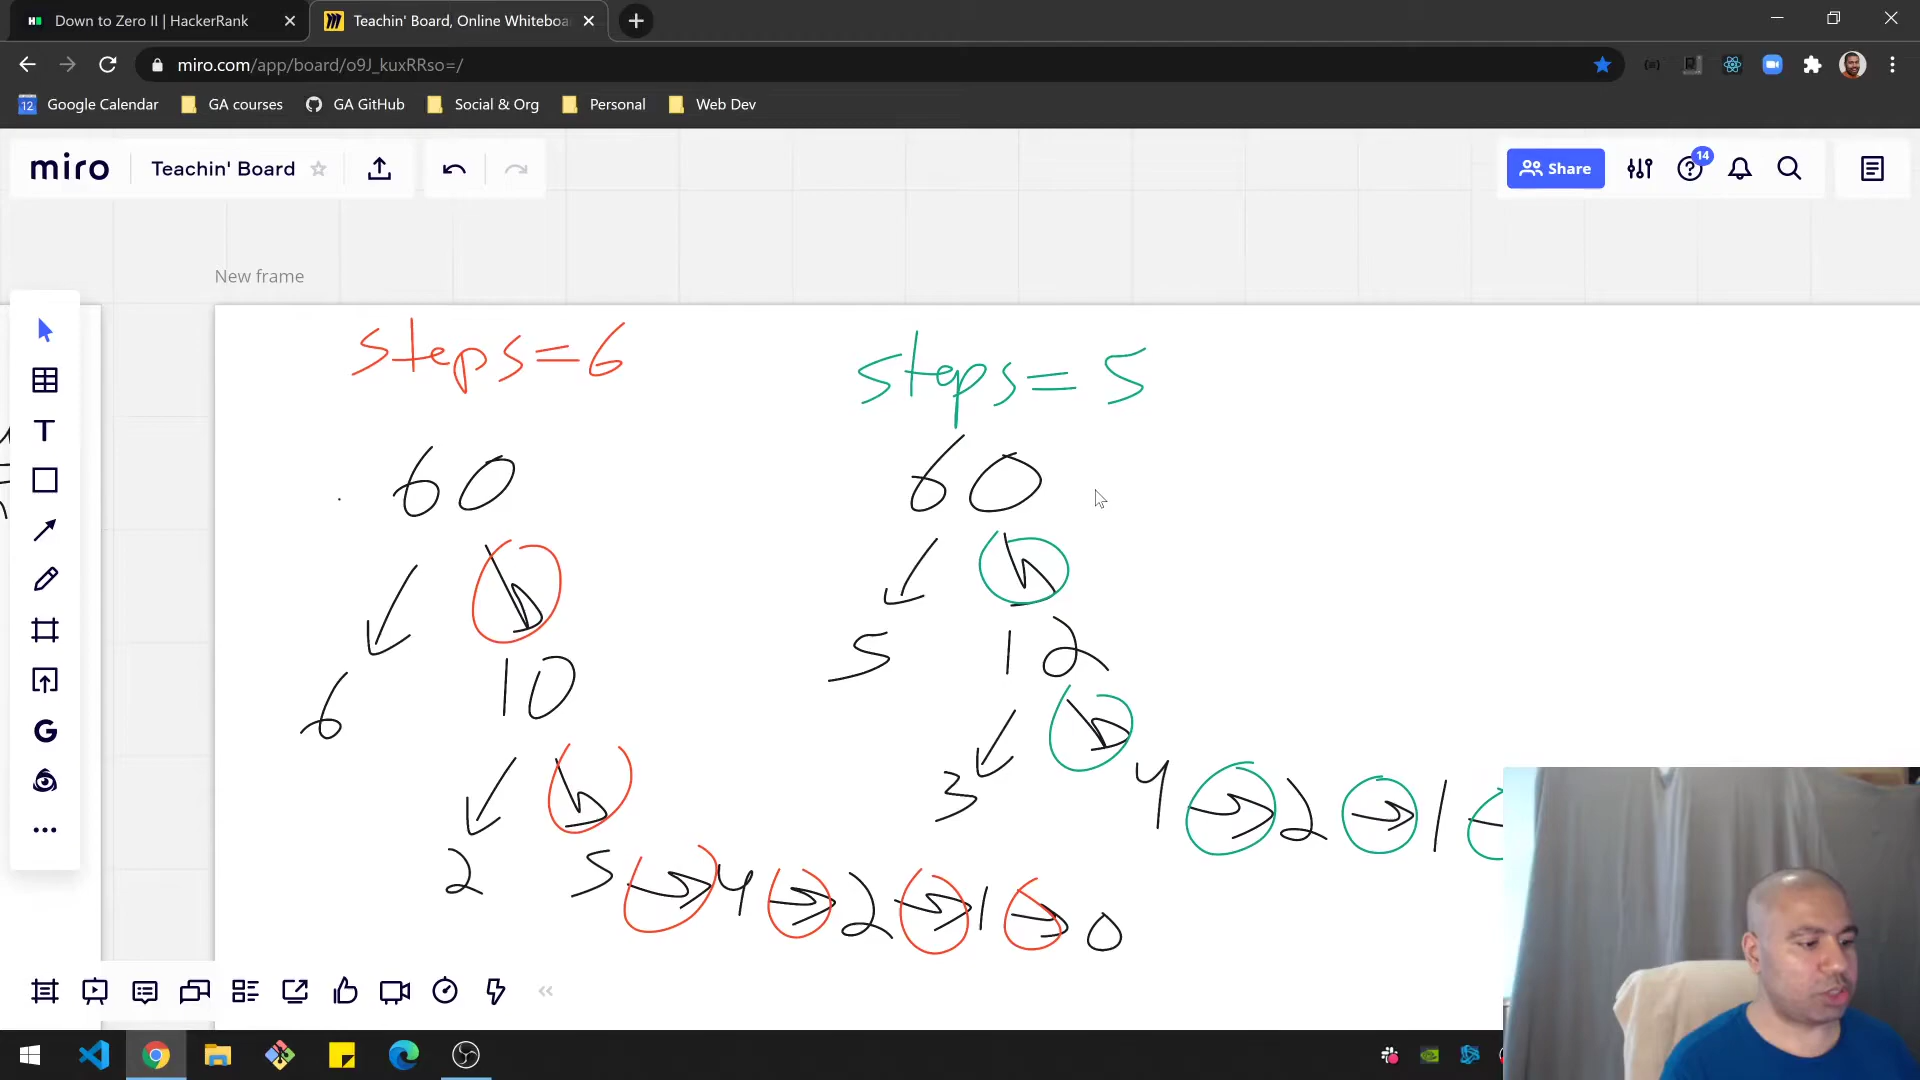 Down to Zero II | HackerRank
Teachin' Board, Online Whiteboa
miro.com/app/board/o9J_kuxRRso=/
12 Google Calendar GA courses GA GitHub Social & Org Personal Web Dev
miro Teachin' Board Share 14
New frame
steps=6
steps=5
60 60
5 12
6 10
3 4 2 1
2 5 4 2 1 0
T
G